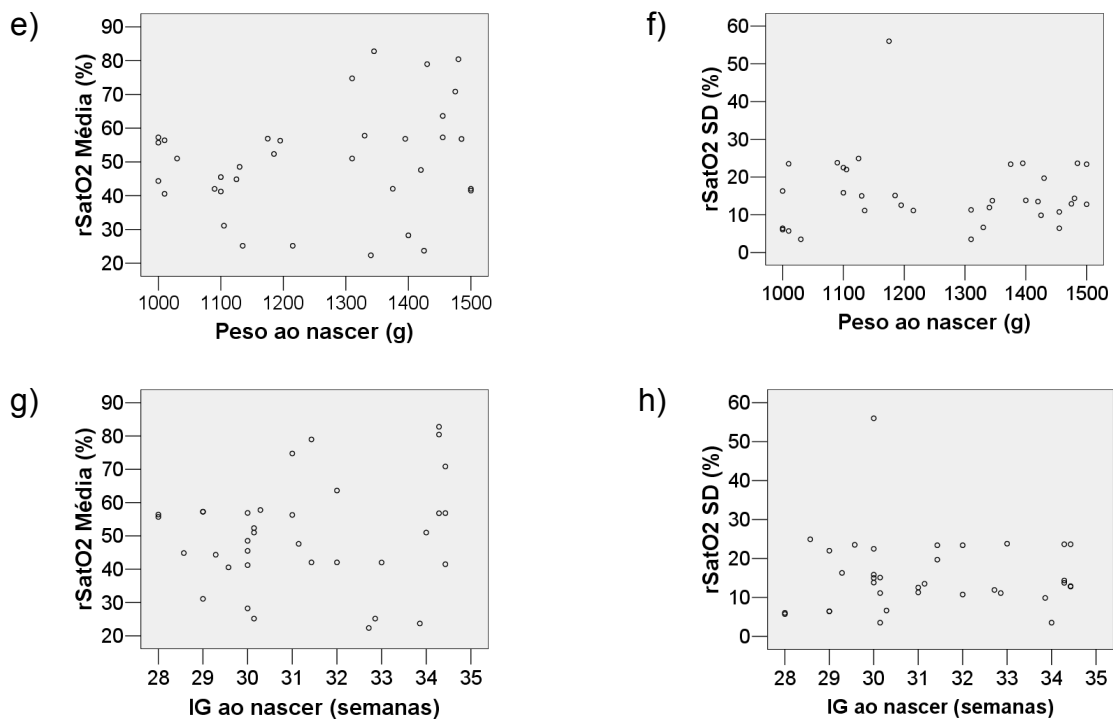 e)
90
80
70
60
50
40
30
20
rSatO2 Média (%)
1000 1100 1200 1300 1400 1500
Peso ao nascer (g)
f)
60
50
40
30
20
10
0
rSatO2 SD (%)
1000 1100 1200 1300 1400 1500
Peso ao nascer (g)
g)
90
80
70
60
50
40
30
20
rSatO2 Média (%)
28 29 30 31 32 33 34 35
IG ao nascer (semanas)
h)
60
50
40
30
20
10
0
rSatO2 SD (%)
28 29 30 31 32 33 34 35
IG ao nascer (semanas)